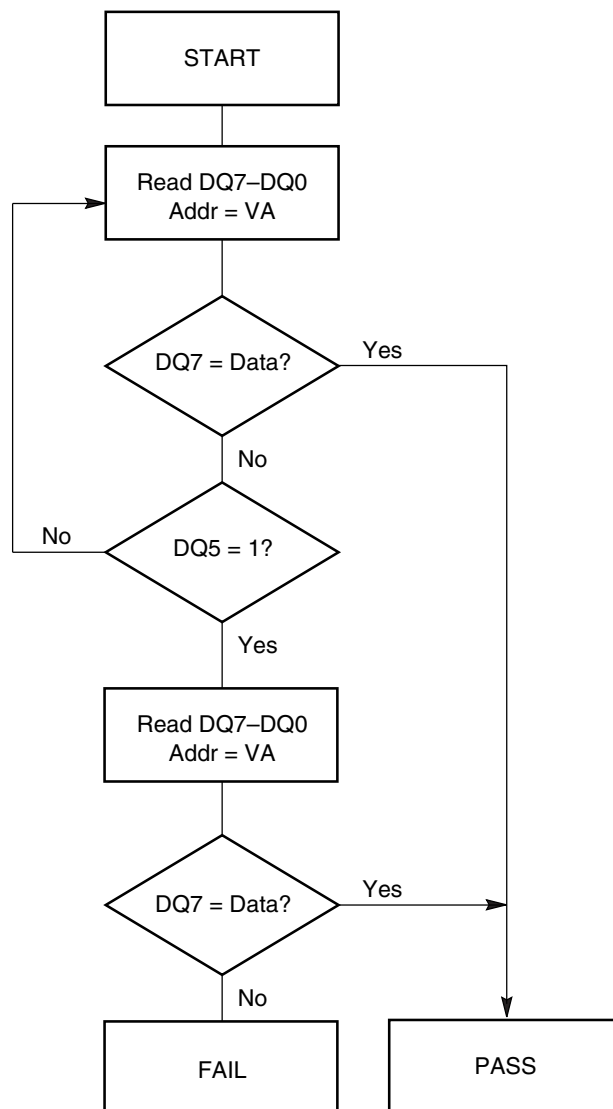 START
Read DQ7–DQ0
Addr = VA
DQ7 = Data?
Yes
No
No
DQ5 = 1?
Yes
Read DQ7–DQ0
Addr = VA
DQ7 = Data?
Yes
No
FAIL
PASS